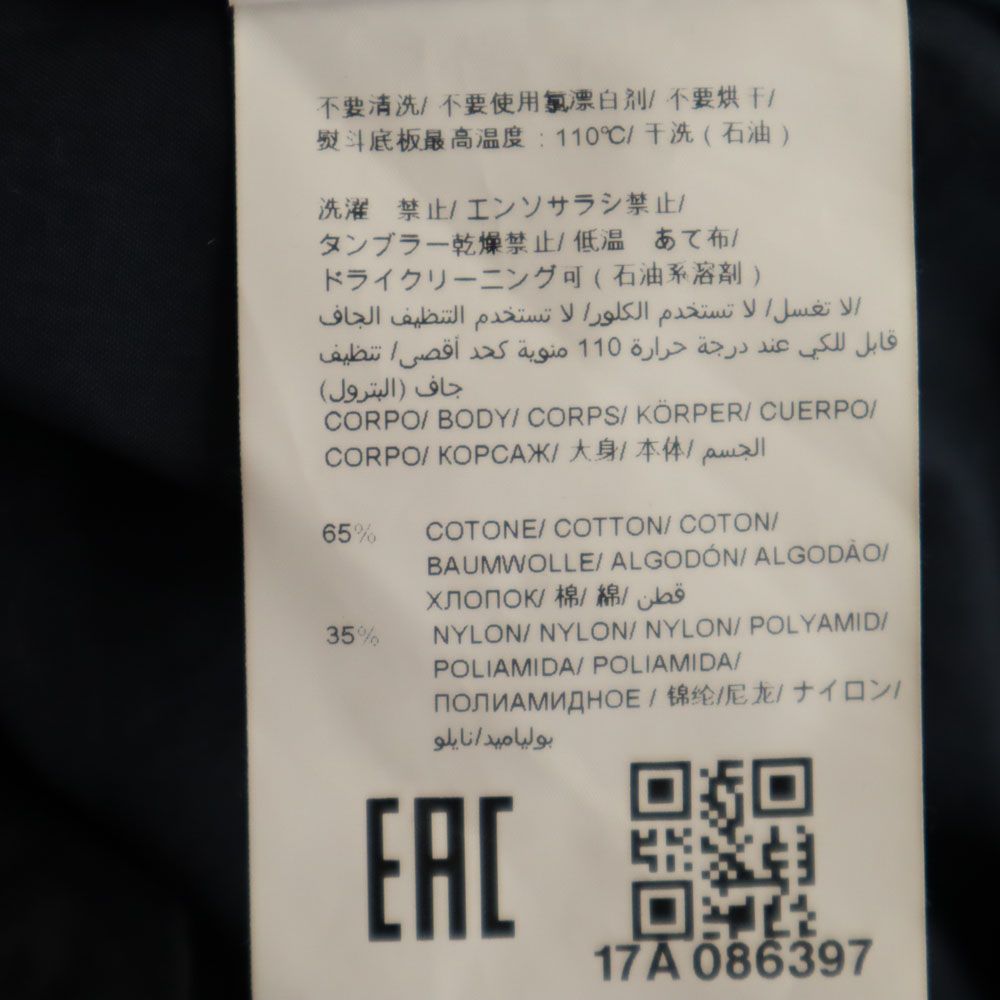 不要清洗/ 不要使用氯漂白剂/ 不要烘干/
熨斗底板最高温度 : 110℃/ 干洗 ( 石油 )
洗濯 禁止/ エンソサラシ禁止/
タンブラー乾燥禁止/ 低温 あて布/
ドライクリーニング可 ( 石油系溶剤 )
لا تغسل/ لا تستخدم الكلور/ لا تستخدم التنظيف الجاف/
قابل للكي عند درجة حرارة 110 منوية كحد أقصى/ تنظيف
جاف (البترول)
CORPO/ BODY/ CORPS/ KÖRPER/ CUERPO/
CORPO/ КОРСАЖ/ 大身/ 本体/ الجسم
65% COTONE/ COTTON/ COTON/
BAUMWOLLE/ ALGODÓN/ ALGODÀO/
ХЛОПОК/ 棉/ 綿/ قطن
35% NYLON/ NYLON/ NYLON/ POLYAMID/
POLIAMIDA/ POLIAMIDA/
ПОЛИАМИДНОЕ / 锦纶/尼龙/ ナイロン/
بولياميد/نايلو
EAC
17A 086397